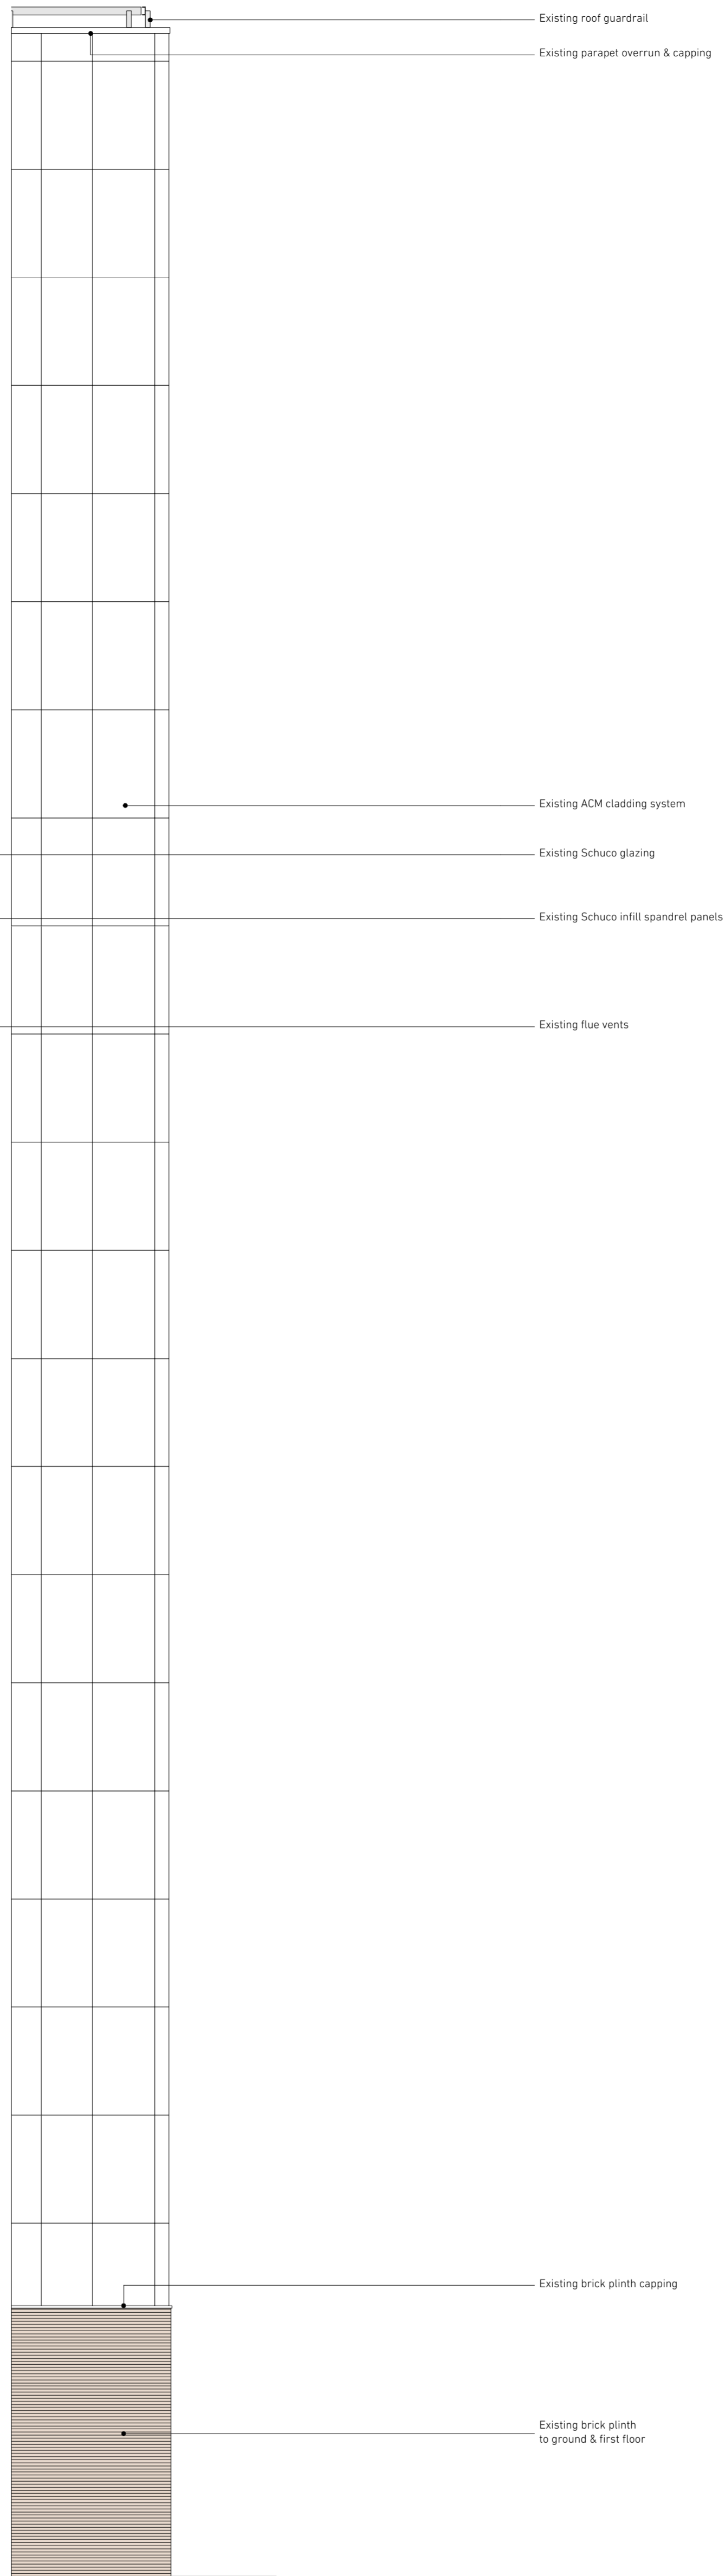 Existing roof guardrail
Existing parapet overrun & capping
Existing ACM cladding system
Existing Schuco glazing
Existing Schuco infill spandrel panels
Existing flue vents
Existing brick plinth capping
Existing brick plinth
to ground & first floor